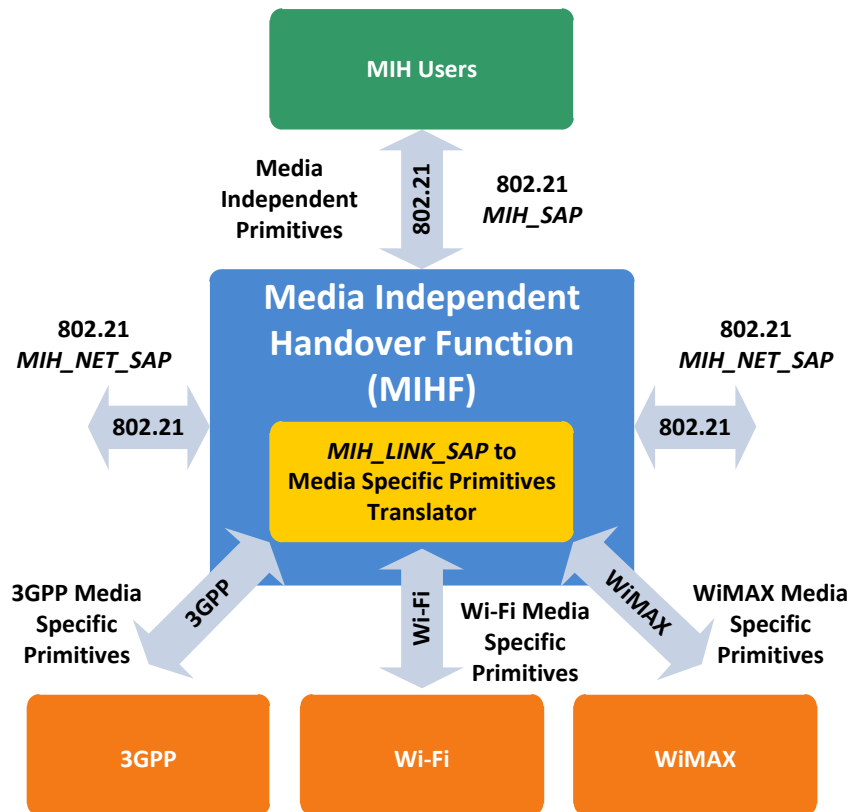 MIH Users
Media
Independent
Primitives
802.21
802.21
MIH_SAP
Media Independent
Handover Function
(MIHF)
802.21
MIH_NET_SAP
802.21
802.21
MIH_NET_SAP
802.21
MIH_LINK_SAP to
Media Specific Primitives
Translator
3GPP Media
Specific
Primitives
3GPP
Wi-Fi
Wi-Fi Media
Specific
Primitives
WiMAX
WiMAX Media
Specific
Primitives
3GPP
Wi-Fi
WiMAX